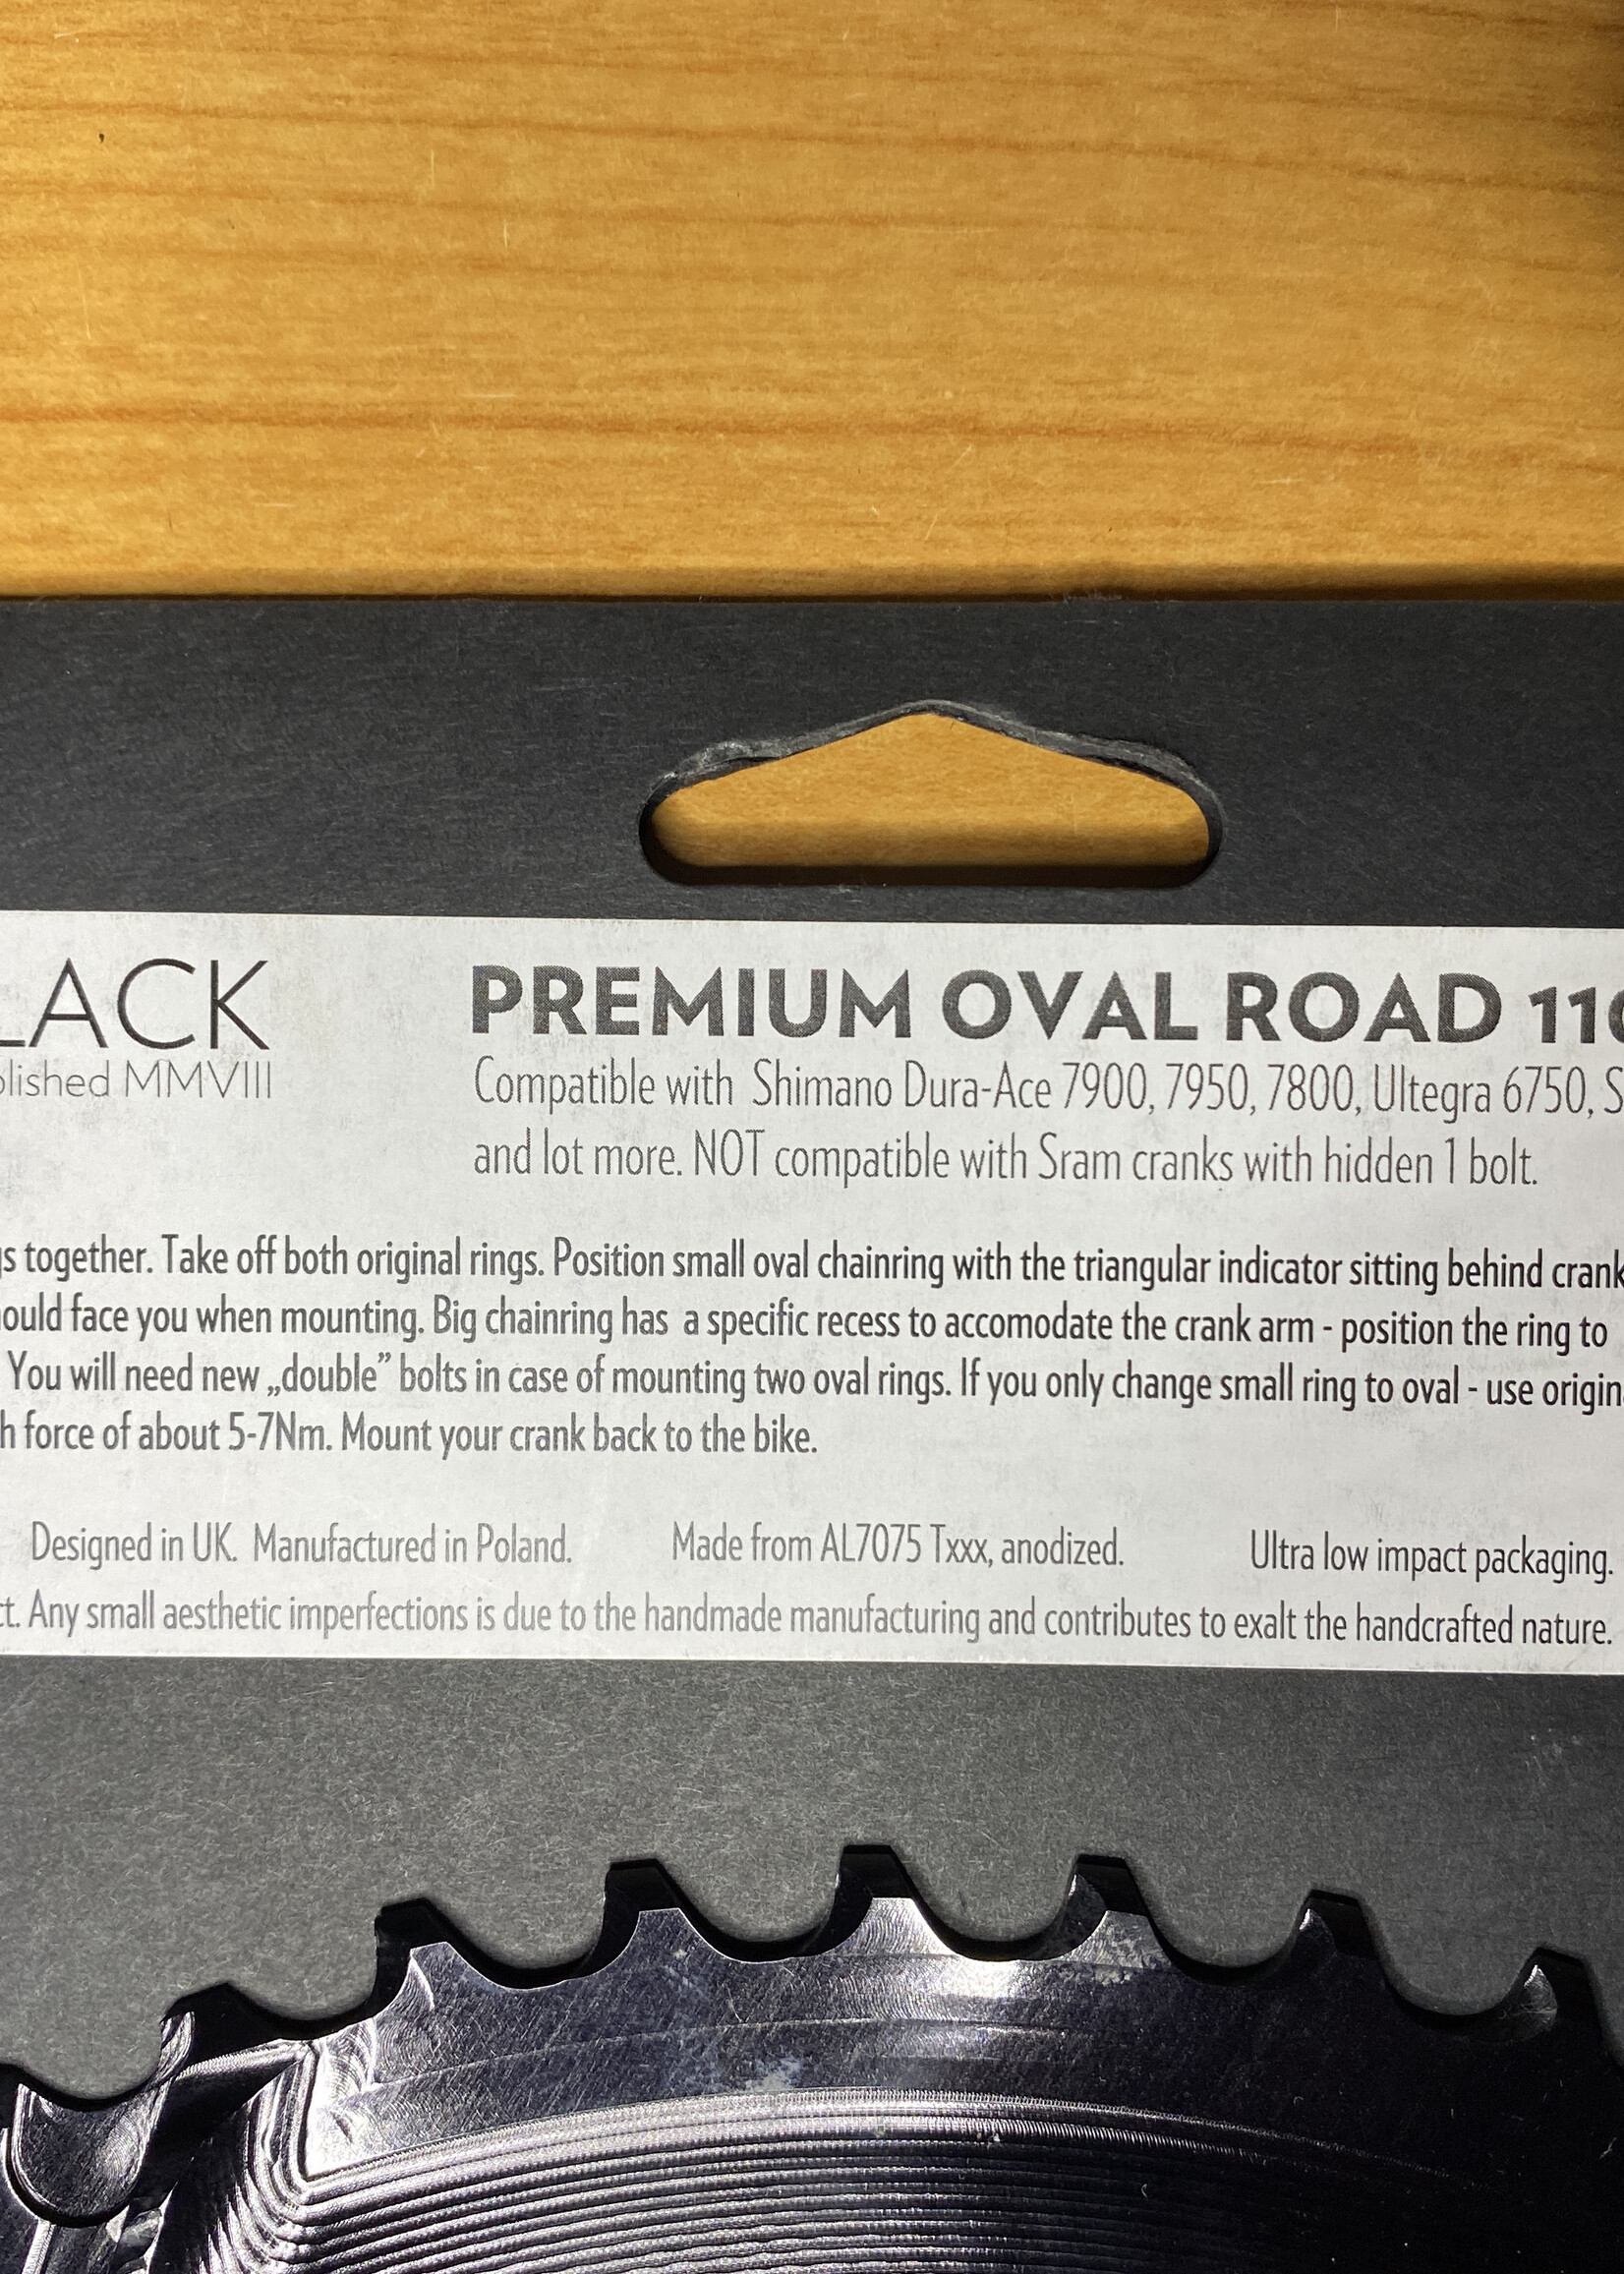 LACK
PREMIUM OVAL ROAD 110
blished MMVIII
Compatible with Shimano Dura-Ace 7900, 7950, 7800, Ultegra 6750, S
and lot more. NOT compatible with Sram cranks with hidden 1 bolt.
gs together. Take off both original rings. Position small oval chainring with the triangular indicator sitting behind crank
ould face you when mounting. Big chainring has a specific recess to accomodate the crank arm - position the ring to
You will need new „double” bolts in case of mounting two oval rings. If you only change small ring to oval - use origin
h force of about 5-7Nm. Mount your crank back to the bike.
Designed in UK. Manufactured in Poland. Made from AL7075 Txxx, anodized. Ultra low impact packaging.
ct. Any small aesthetic imperfections is due to the handmade manufacturing and contributes to exalt the handcrafted nature.